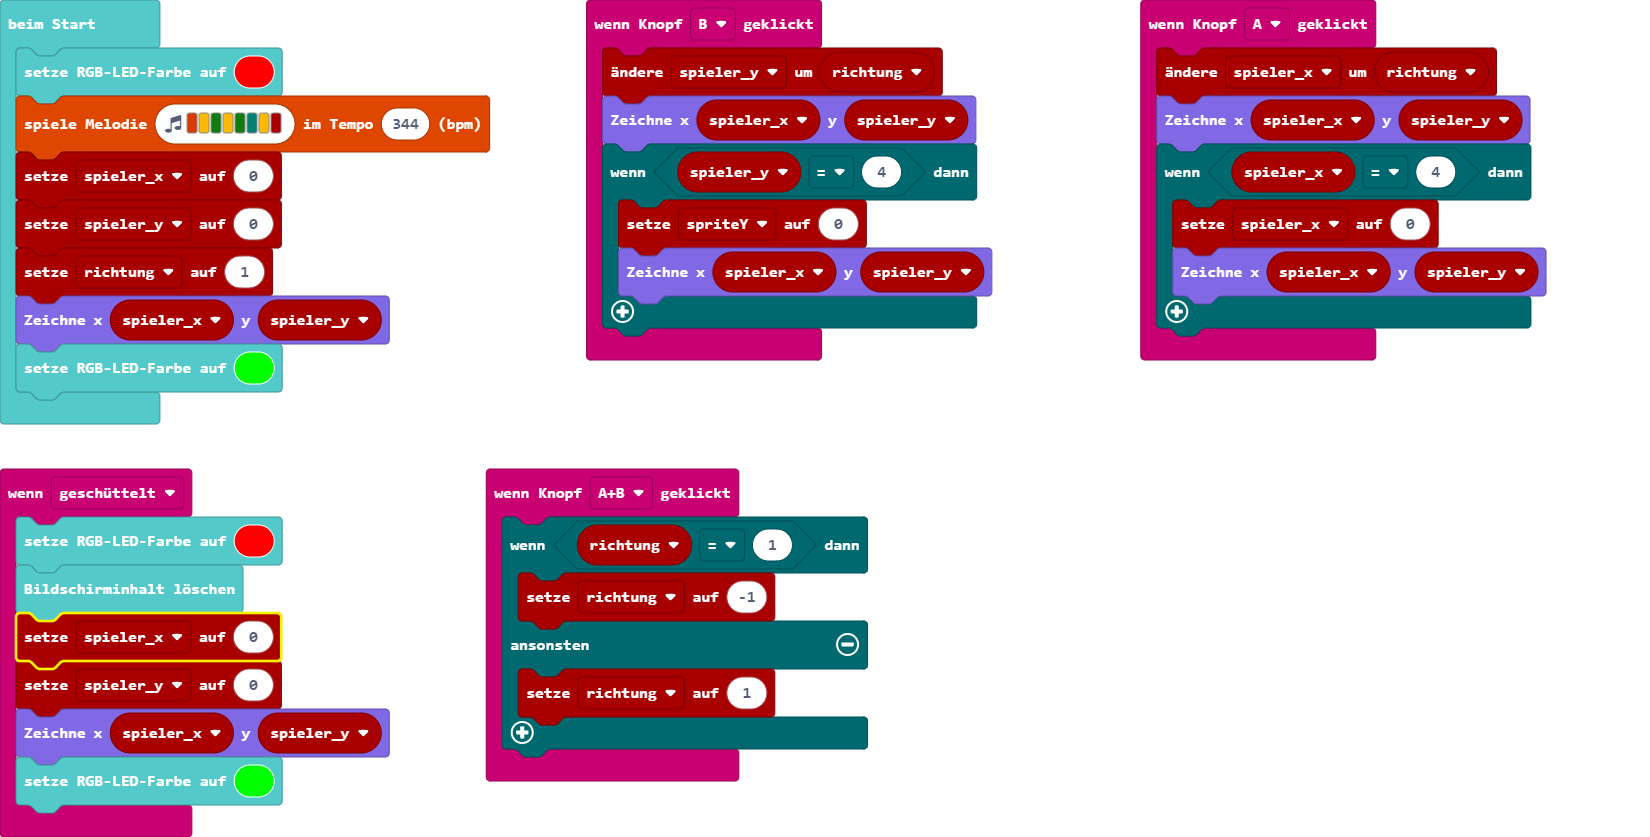 beim Start
setze RGB-LED-Farbe auf
spiele Melodie im Tempo 344 (bpm)
setze spieler_x auf 0
setze spieler_y auf 0
setze richtung auf 1
Zeichne x spieler_x y spieler_y
setze RGB-LED-Farbe auf
wenn Knopf B geklickt
ändere spieler_y um richtung
Zeichne x spieler_x y spieler_y
wenn spieler_y = 4 dann
setze spriteY auf 0
Zeichne x spieler_x y spieler_y
wenn Knopf A geklickt
ändere spieler_x um richtung
Zeichne x spieler_x y spieler_y
wenn spieler_x = 4 dann
setze spieler_x auf 0
Zeichne x spieler_x y spieler_y
wenn geschüttelt
setze RGB-LED-Farbe auf
Bildschirminhalt löschen
setze spieler_x auf 0
setze spieler_y auf 0
Zeichne x spieler_x y spieler_y
setze RGB-LED-Farbe auf
wenn Knopf A+B geklickt
wenn richtung = 1 dann
setze richtung auf -1
ansonsten
setze richtung auf 1